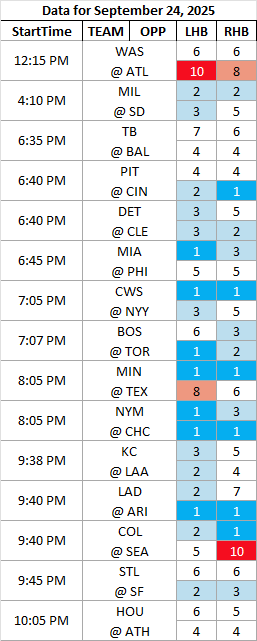 Data for September 24, 2025
StartTime TEAM OPP LHB RHB
12:15 PM
WAS 6 6
@ ATL 10 8
4:10 PM
MIL 2 2
@ SD 3 5
6:35 PM
TB 7 6
@ BAL 4 4
6:40 PM
PIT 4 4
@ CIN 2 1
6:40 PM
DET 3 5
@ CLE 3 2
6:45 PM
MIA 1 3
@ PHI 5 5
7:05 PM
CWS 1 1
@ NYY 3 5
7:07 PM
BOS 6 3
@ TOR 1 2
8:05 PM
MIN 1 1
@ TEX 8 6
8:05 PM
NYM 1 3
@ CHC 1 1
9:38 PM
KC 3 5
@ LAA 2 4
9:40 PM
LAD 2 7
@ ARI 1 1
9:40 PM
COL 2 1
@ SEA 5 10
9:45 PM
STL 6 6
@ SF 2 3
10:05 PM
HOU 6 5
@ ATH 4 4